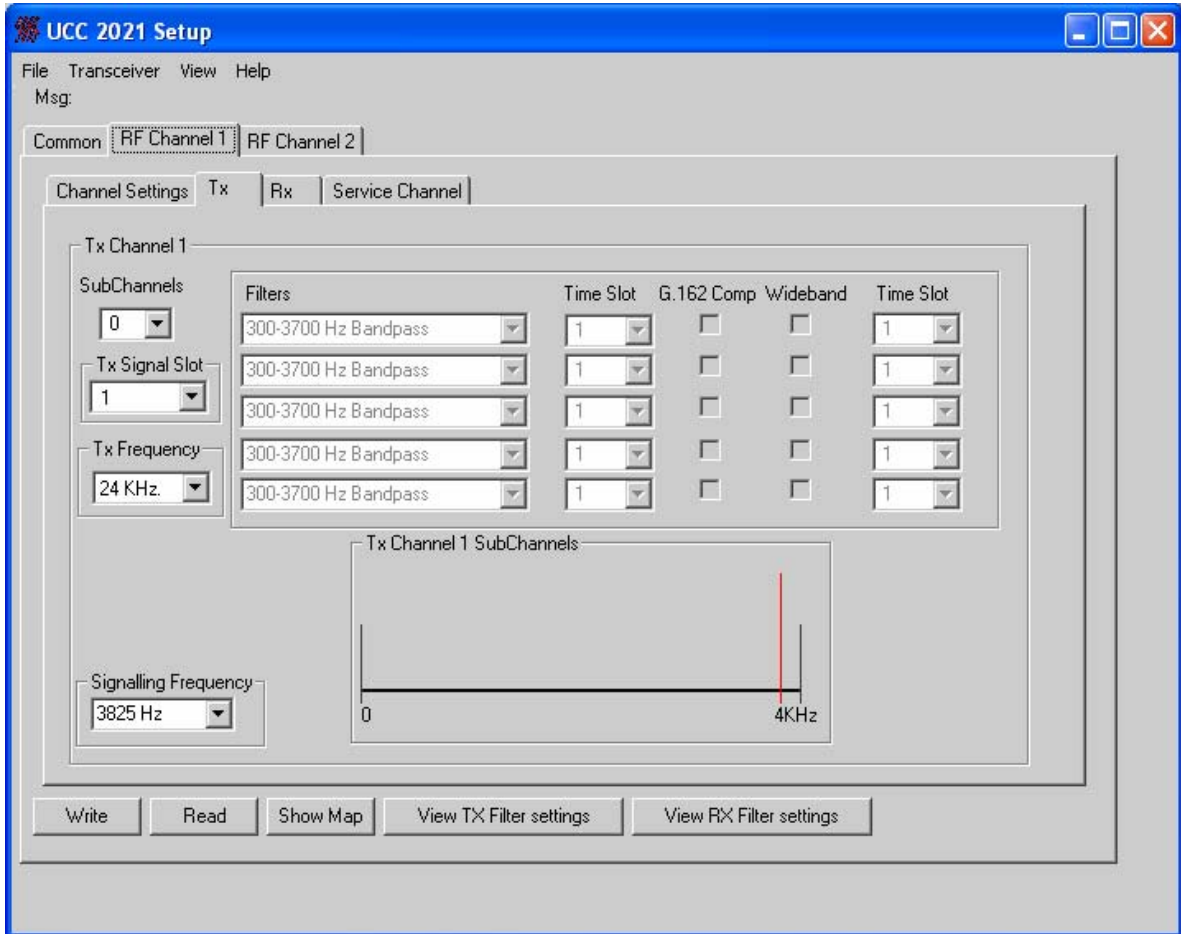 UCC 2021 Setup
File Transceiver View Help
Msg:
Common RF Channel 1 RF Channel 2
Channel Settings Tx Rx Service Channel
Tx Channel 1
SubChannels
0
Tx Signal Slot
1
Tx Frequency
24 KHz.
Filters Time Slot G.162 Comp Wideband Time Slot
300-3700 Hz Bandpass 1 1
300-3700 Hz Bandpass 1 1
300-3700 Hz Bandpass 1 1
300-3700 Hz Bandpass 1 1
300-3700 Hz Bandpass 1 1
Tx Channel 1 SubChannels
0 4KHz
Signalling Frequency
3825 Hz
Write Read Show Map View TX Filter settings View RX Filter settings